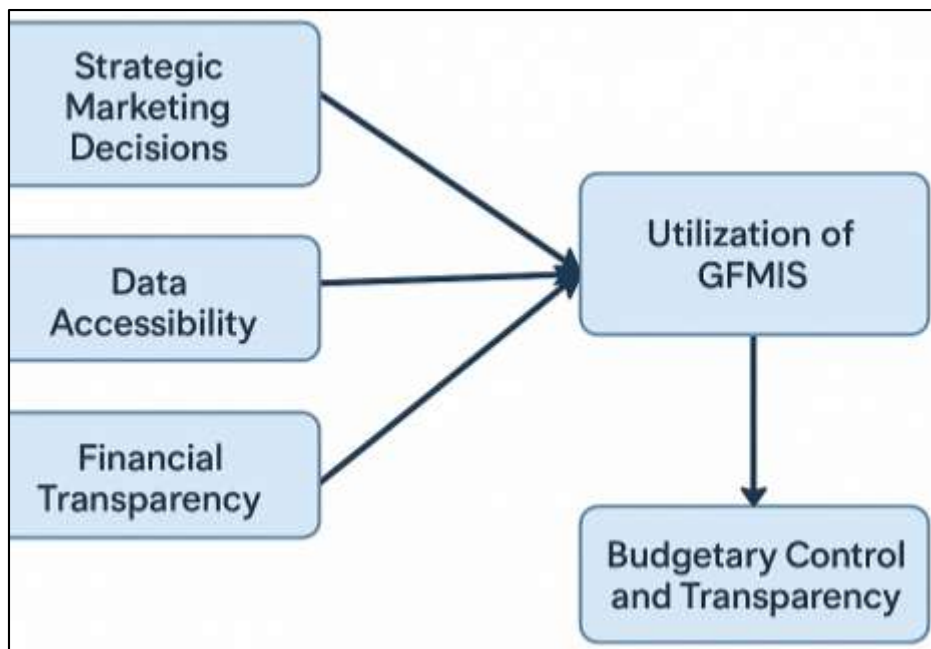 Strategic
Marketing
Decisions
Data
Accessibility
Financial
Transparency
Utilization of
GFMIS
Budgetary Control
and Transparency